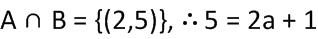 A ∩ B = {(2,5)}, ∴ 5 = 2a + 1